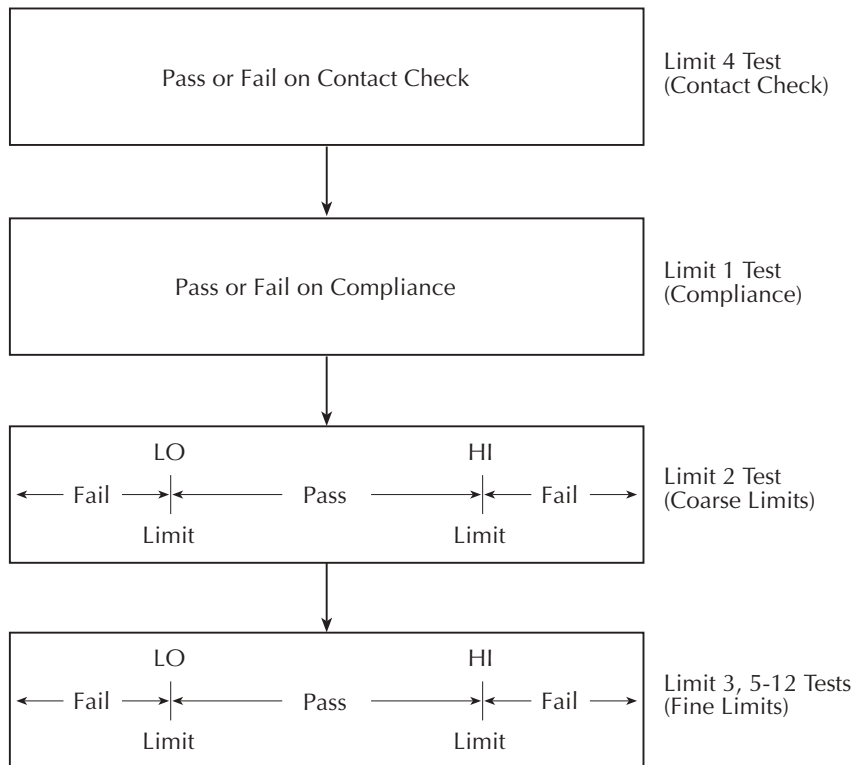 Pass or Fail on Contact Check
Limit 4 Test
(Contact Check)
Pass or Fail on Compliance
Limit 1 Test
(Compliance)
LO HI
Fail Pass Fail
Limit Limit
Limit 2 Test
(Coarse Limits)
LO HI
Fail Pass Fail
Limit Limit
Limit 3, 5-12 Tests
(Fine Limits)